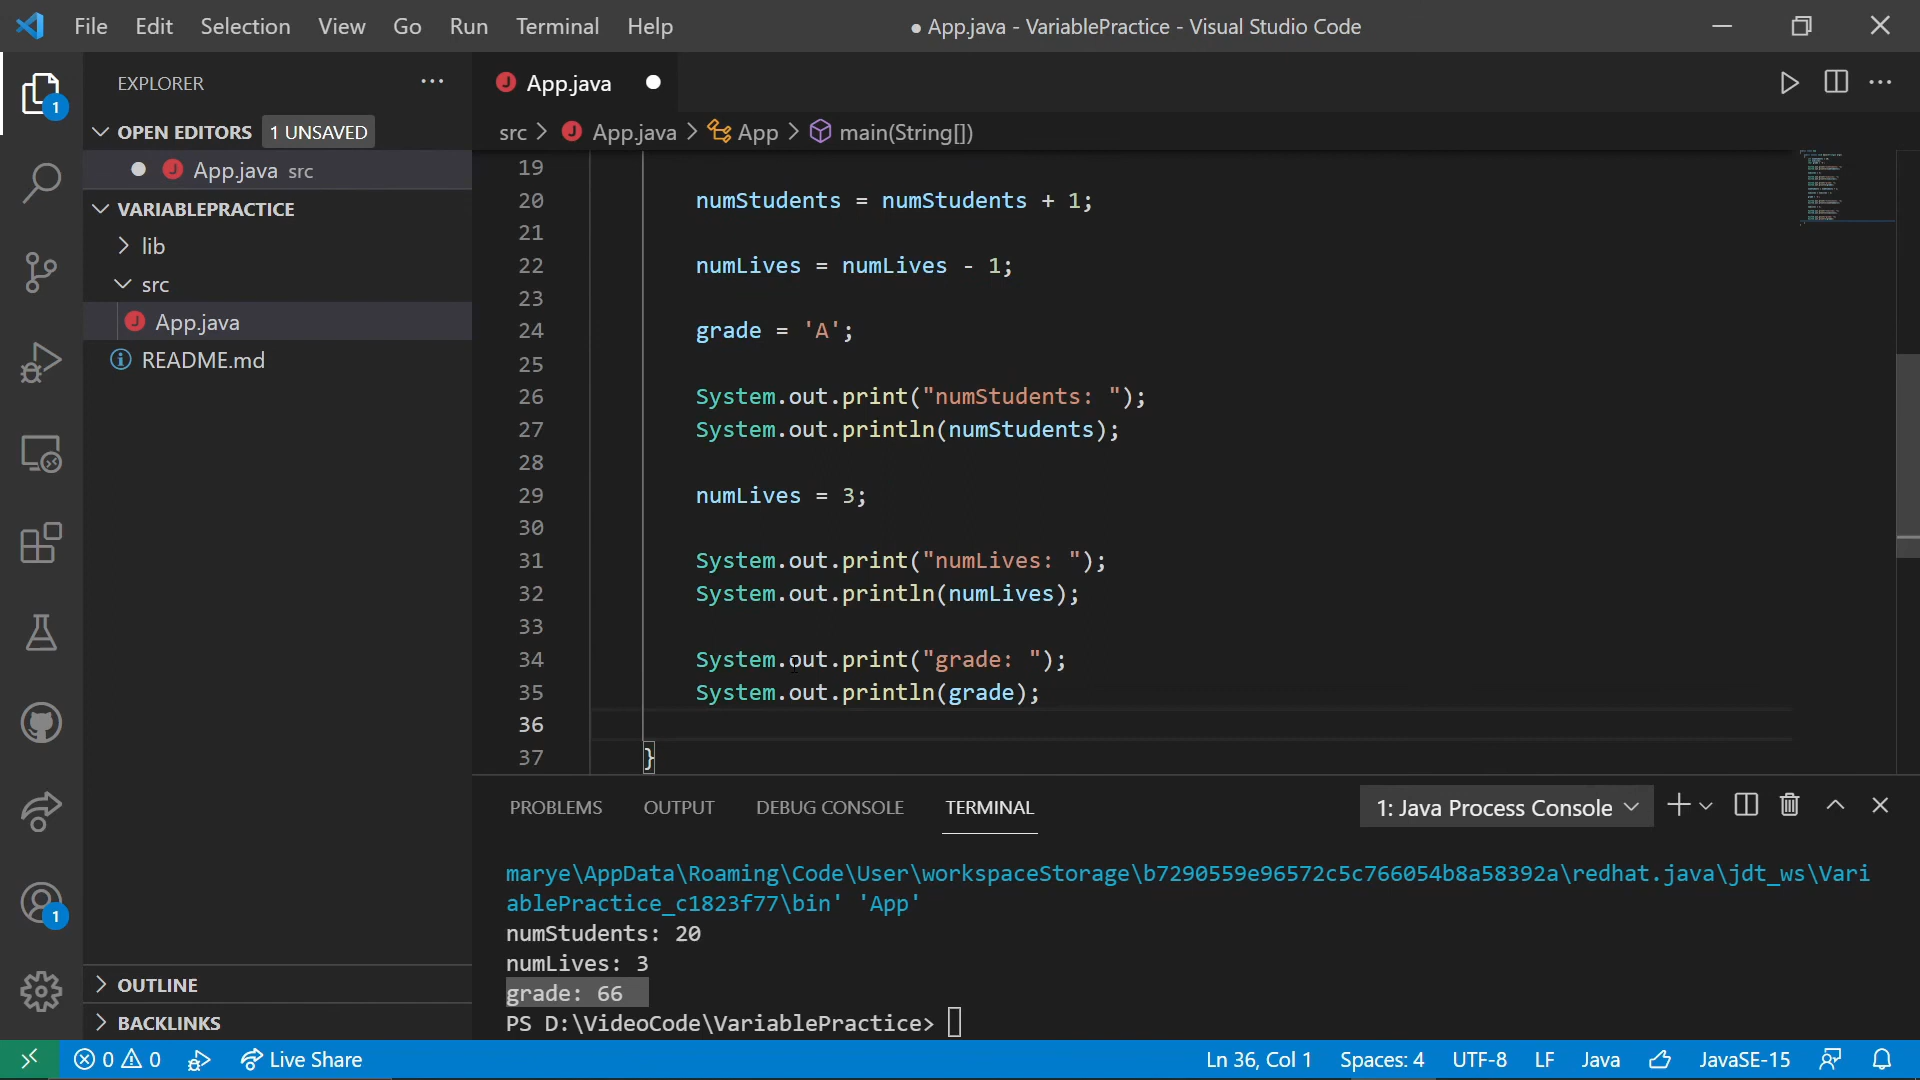 File Edit Selection View Go Run Terminal Help
● App.java - VariablePractice - Visual Studio Code
EXPLORER
OPEN EDITORS 1 UNSAVED
App.java src
VARIABLEPRACTICE
lib
src
App.java
README.md
OUTLINE
BACKLINKS
1
1
App.java
src > App.java > App > main(String[])
19
20 numStudents = numStudents + 1;
21
22 numLives = numLives - 1;
23
24 grade = 'A';
25
26 System.out.print("numStudents: ");
27 System.out.println(numStudents);
28
29 numLives = 3;
30
31 System.out.print("numLives: ");
32 System.out.println(numLives);
33
34 System.out.print("grade: ");
35 System.out.println(grade);
36
37 }
PROBLEMS OUTPUT DEBUG CONSOLE TERMINAL 1: Java Process Console
marye\AppData\Roaming\Code\User\workspaceStorage\b7290559e96572c5c766054b8a58392a\redhat.java\jdt_ws\Vari
ablePractice_c1823f77\bin' 'App'
numStudents: 20
numLives: 3
grade: 66
PS D:\VideoCode\VariablePractice>
0 0 Live Share Ln 36, Col 1 Spaces: 4 UTF-8 LF Java JavaSE-15